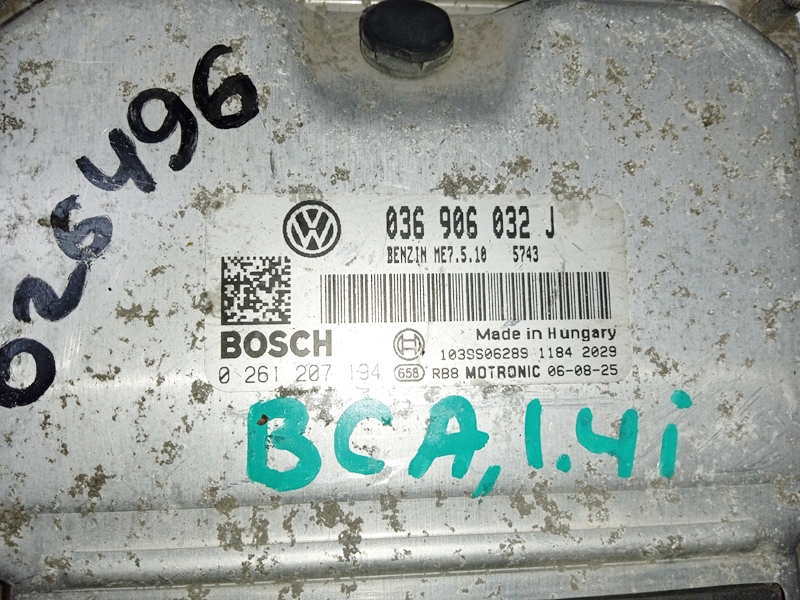 026496
036 906 032 J
BENZIN ME7.5.10 5743
BOSCH
Made in Hungary
103SS06289 1184 2029
0 261 207 194
658 RB8 MOTRONIC 06-08-25
BCA, 1.4i